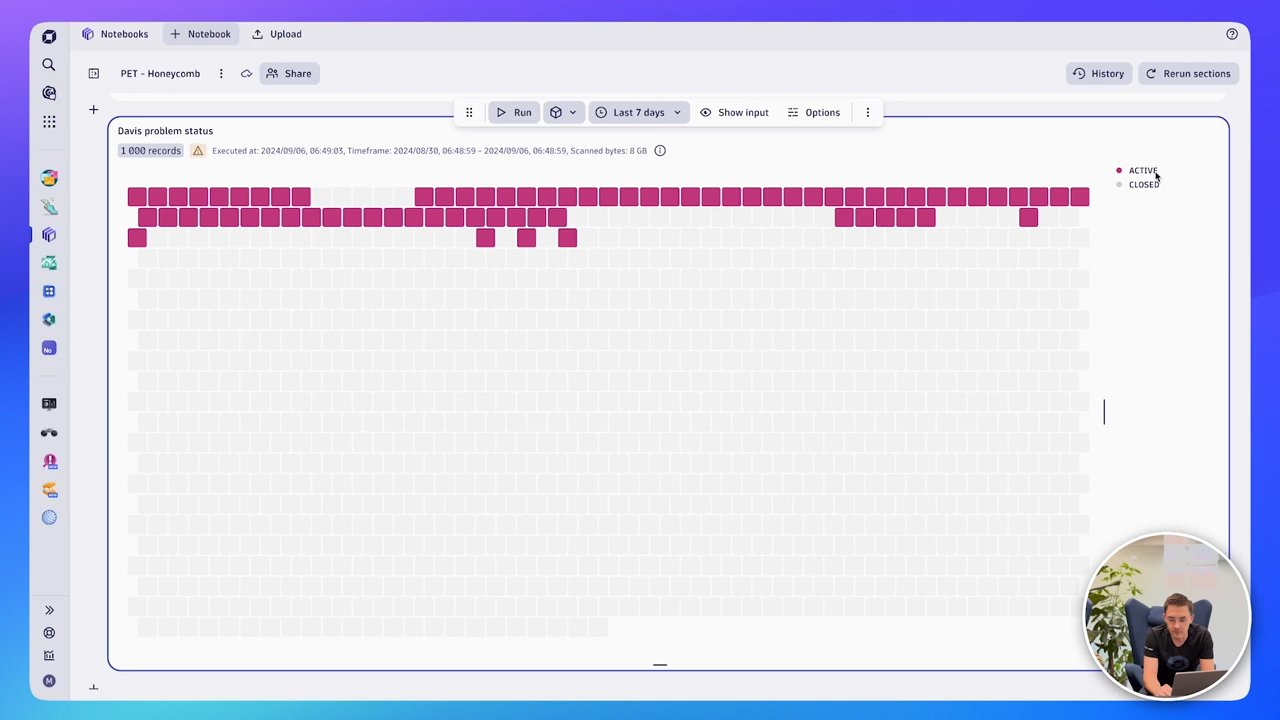 Notebooks
Notebook
Upload
PET - Honeycomb
Share
History
Rerun sections
Run
Last 7 days
Show input
Options
Davis problem status
1 000 records
Executed at: 2024/09/06, 06:49:03, Timeframe: 2024/08/30, 06:48:59 - 2024/09/06, 06:48:59, Scanned bytes: 8 GB
ACTIVE
CLOSED
No
M